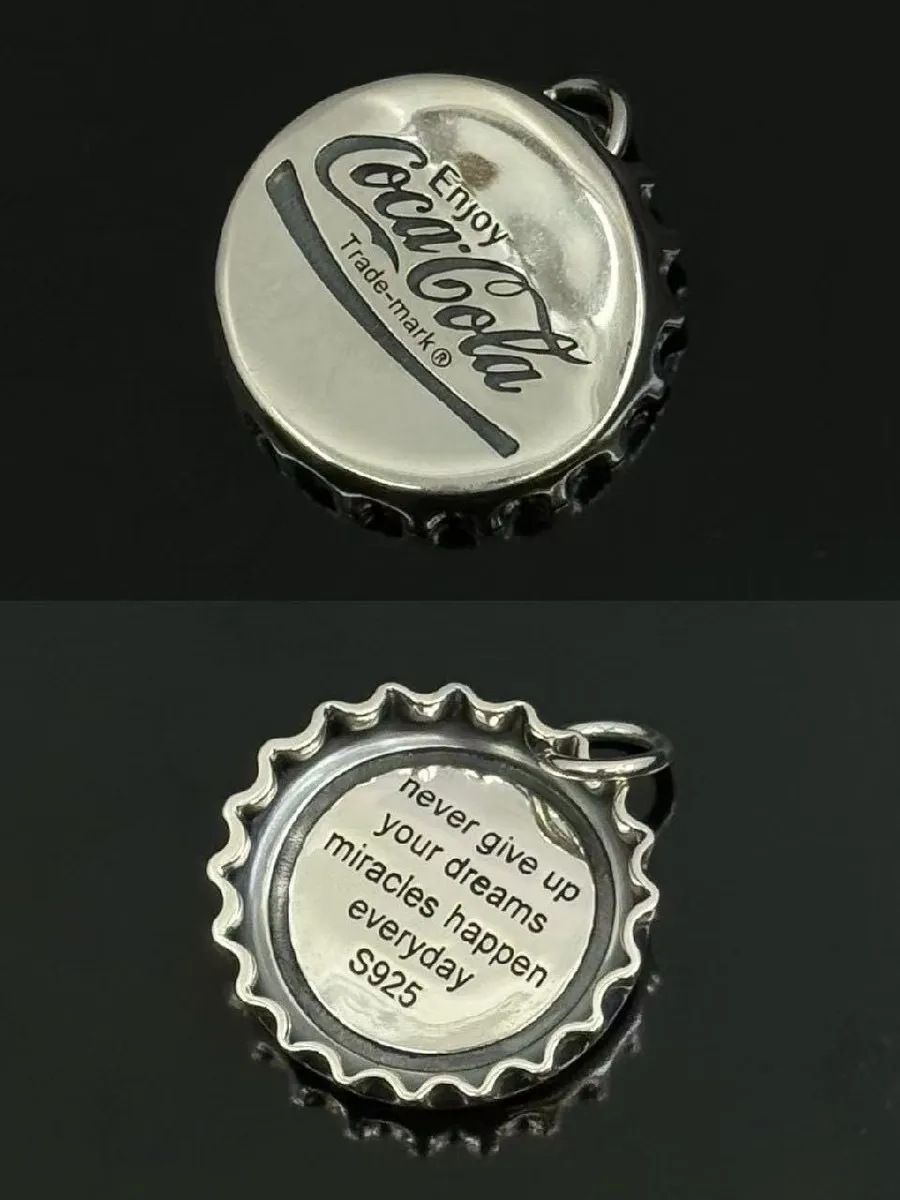 Enjoy
Coca-Cola
Trade-mark®
never give up
your dreams
miracles happen
everyday
S925